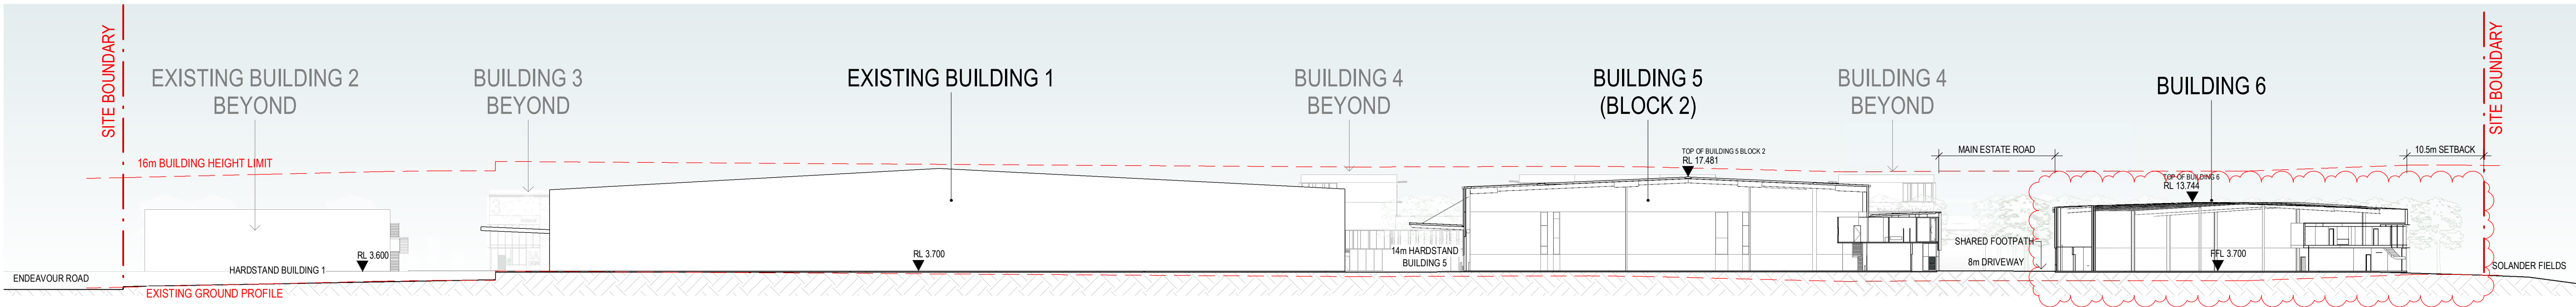 SITE BOUNDARY
EXISTING BUILDING 2
BEYOND
BUILDING 3
BEYOND
EXISTING BUILDING 1
BUILDING 4
BEYOND
BUILDING 5
(BLOCK 2)
BUILDING 4
BEYOND
BUILDING 6
SITE BOUNDARY
16m BUILDING HEIGHT LIMIT
TOP OF BUILDING 5 BLOCK 2
RL 17.481
MAIN ESTATE ROAD
10.5m SETBACK
TOP OF BUILDING 6
RL 13.744
3
RL 3.600
RL 3.700
14m HARDSTAND
BUILDING 5
SHARED FOOTPATH
8m DRIVEWAY
FFL 3.700
SOLANDER FIELDS
HARDSTAND BUILDING 1
ENDEAVOUR ROAD
EXISTING GROUND PROFILE